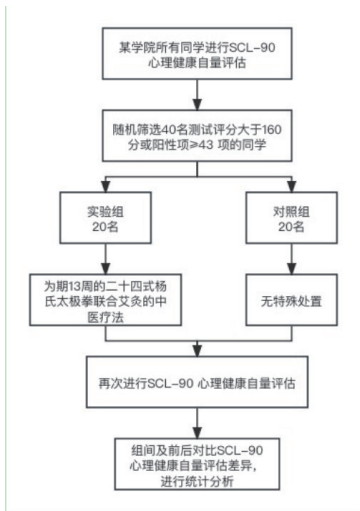 某学院所有同学进行SCL-90
心理健康自量评估
随机筛选40名测试评分大于160
分或阳性项≥43 项的同学
实验组
20名
对照组
20名
为期13周的二十四式杨
氏太极拳联合艾灸的中
医疗法
无特殊处置
再次进行SCL-90 心理健康自量评估
组间及前后对比SCL-90
心理健康自量评估差异，
进行统计分析